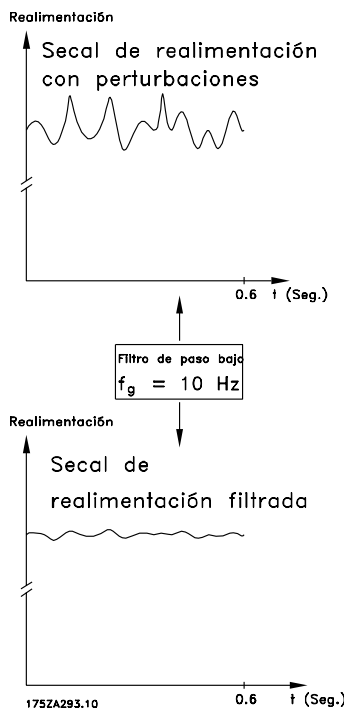 Realimentación
Secal de realimentación
con perturbaciones
0.6 t (Seg.)
Filtro de paso bajo
fg = 10 Hz
Realimentación
Secal de
realimentación filtrada
0.6 t (Seg.)
175ZA293.10